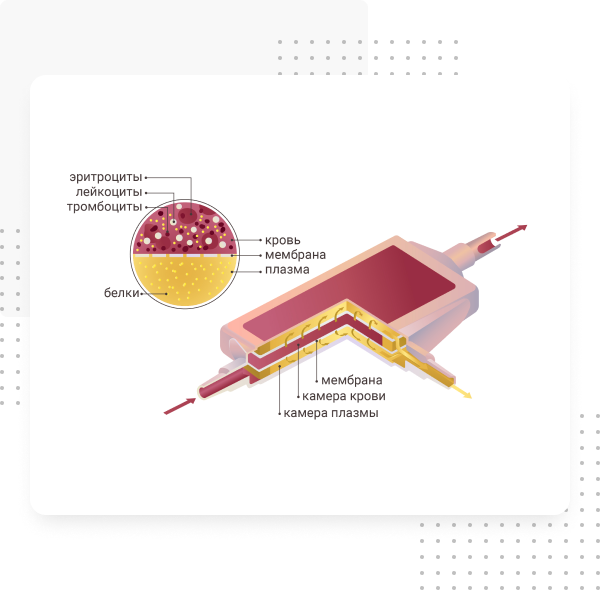 эритроциты
лейкоциты
тромбоциты
кровь
мембрана
плазма
белки
мембрана
камера крови
камера плазмы